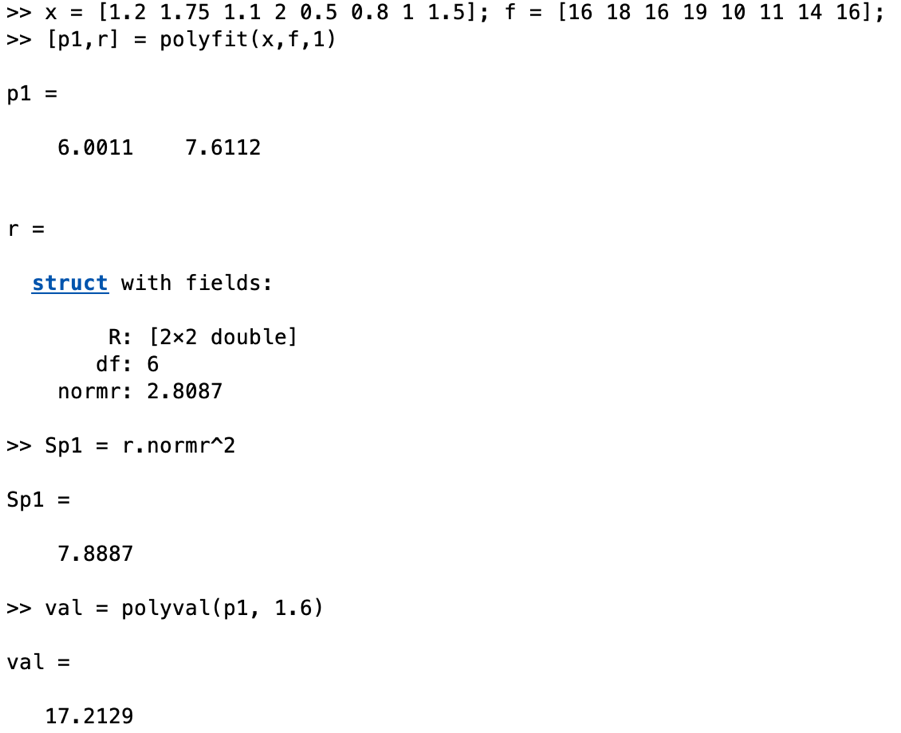 >> x = [1.2 1.75 1.1 2 0.5 0.8 1 1.5]; f = [16 18 16 19 10 11 14 16];
>> [p1,r] = polyfit(x,f,1)
p1 =
6.0011 7.6112
r =
struct with fields:
R: [2×2 double]
df: 6
normr: 2.8087
>> Sp1 = r.normr^2
Sp1 =
7.8887
>> val = polyval(p1, 1.6)
val =
17.2129